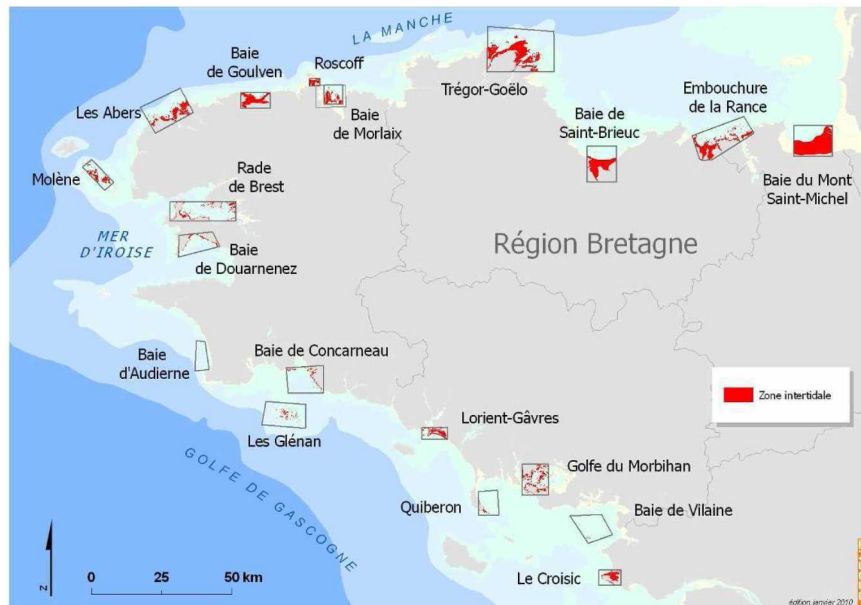 LA MANCHE
Baie
de Goulven
Roscoff
Trégor-Goëlo
Embouchure
de la Rance
Les Abers
Baie
de Morlaix
Baie de
Saint-Brieuc
Molène
Rade
de Brest
Baie du Mont
Saint-Michel
MER
D'IROISE
Baie
de Douarnenez
Région Bretagne
Baie
d'Audierne
Baie de Concarneau
Zone intertidale
Les Glénan
Lorient-Gâvres
GOLFE DE GASCOGNE
Golfe du Morbihan
Quiberon
Baie de Vilaine
Le Croisic
N
0 25 50 km
édition janvier 2010